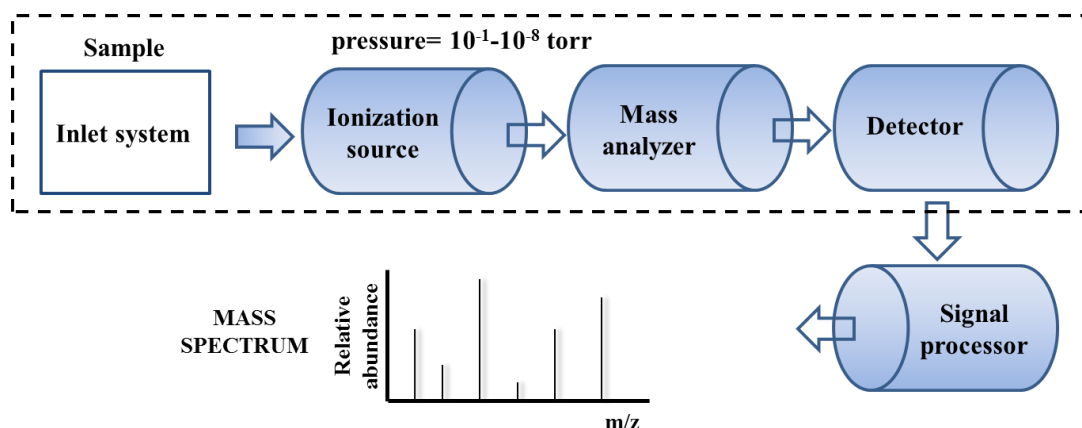 Sample
pressure= 10⁻¹-10⁻⁸ torr
Inlet system
Ionization
source
Mass
analyzer
Detector
Signal
processor
MASS
SPECTRUM
Relative
abundance
m/z